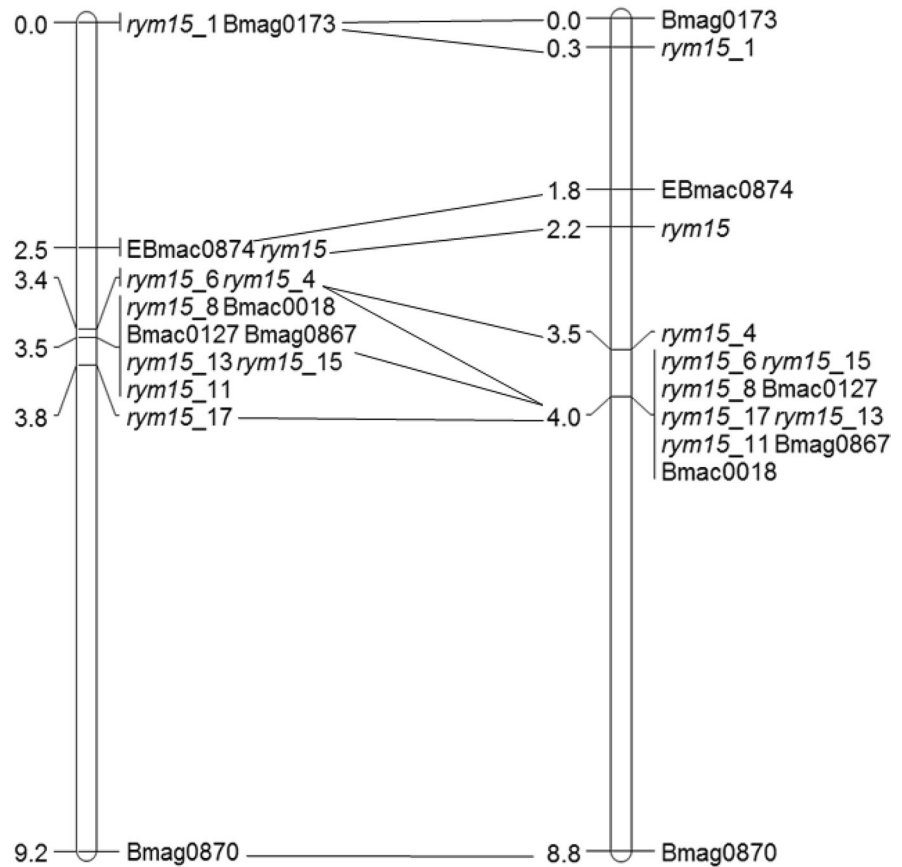 0.0 rym15_1 Bmag0173
2.5 EBmac0874 rym15
3.4 rym15_6 rym15_4
rym15_8 Bmac0018
3.5 Bmac0127 Bmag0867
rym15_13 rym15_15
rym15_11
3.8 rym15_17
9.2 Bmag0870
0.0 Bmag0173
0.3 rym15_1
1.8 EBmac0874
2.2 rym15
3.5 rym15_4
rym15_6 rym15_15
rym15_8 Bmac0127
4.0 rym15_17 rym15_13
rym15_11 Bmag0867
Bmac0018
8.8 Bmag0870